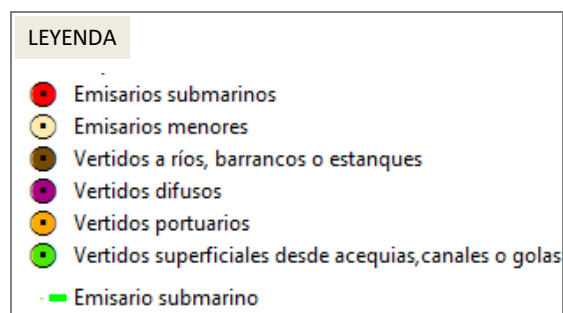 LEYENDA
Emisarios submarinos
Emisarios menores
Vertidos a ríos, barrancos o estanques
Vertidos difusos
Vertidos portuarios
Vertidos superficiales desde acequias,canales o golas
Emisario submarino